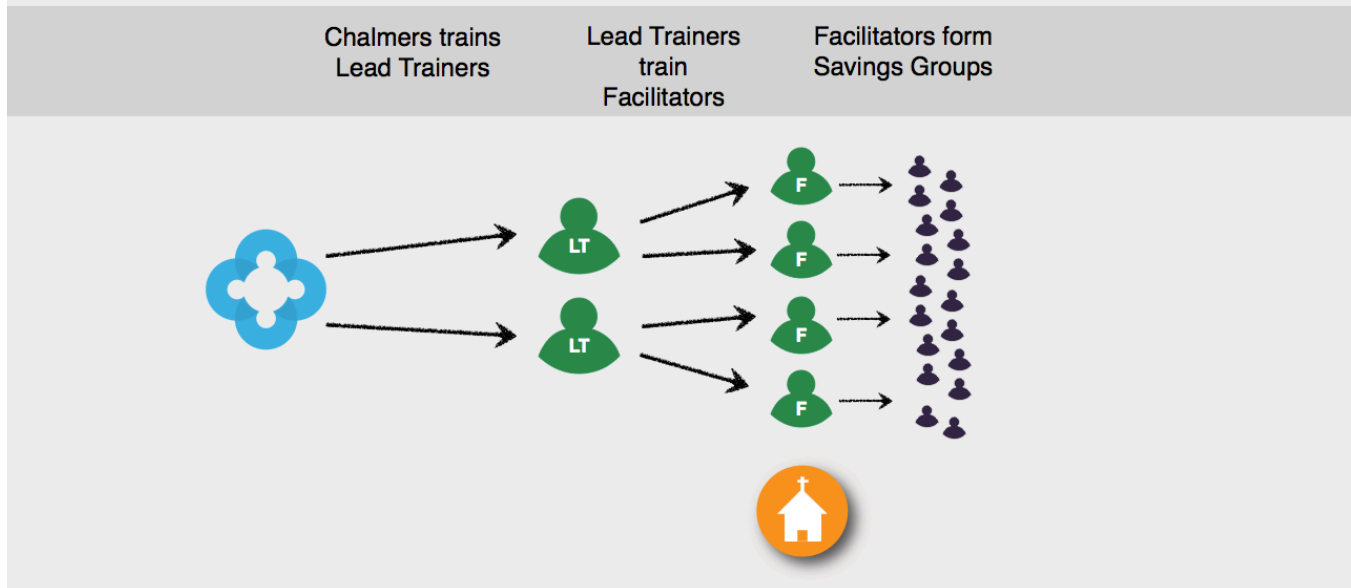 Chalmers trains
Lead Trainers
Lead Trainers
train
Facilitators
Facilitators form
Savings Groups
LT
LT
F
F
F
F